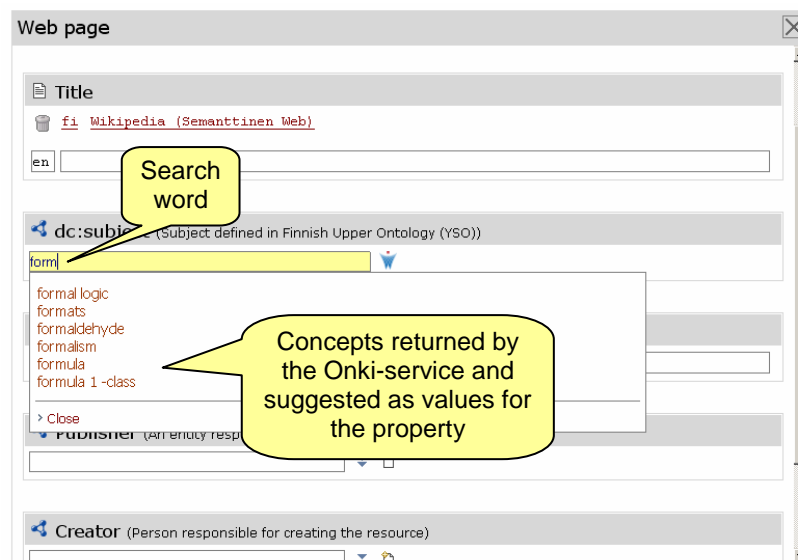 Web page
Title
fi Wikipedia (Semanttinen Web)
en
Search
word
dc:subject (Subject defined in Finnish Upper Ontology (YSO))
form
formal logic
formats
formaldehyde
formalism
formula
formula 1 -class
Concepts returned by
the Onki-service and
suggested as values for
the property
> Close
Publisher (An entity resp
Creator (Person responsible for creating the resource)